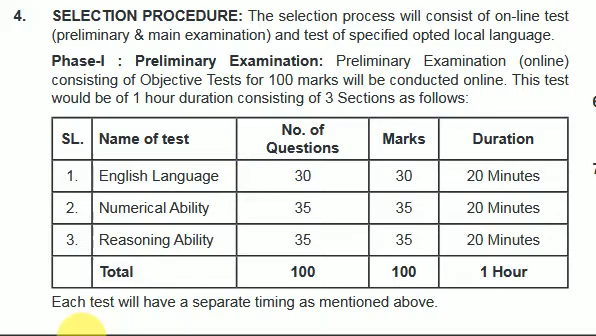 4. SELECTION PROCEDURE: The selection process will consist of on-line test
(preliminary & main examination) and test of specified opted local language.
Phase-I : Preliminary Examination: Preliminary Examination (online)
consisting of Objective Tests for 100 marks will be conducted online. This test
would be of 1 hour duration consisting of 3 Sections as follows:
SL. Name of test No. of Questions Marks Duration
1. English Language 30 30 20 Minutes
2. Numerical Ability 35 35 20 Minutes
3. Reasoning Ability 35 35 20 Minutes
Total 100 100 1 Hour
Each test will have a separate timing as mentioned above.